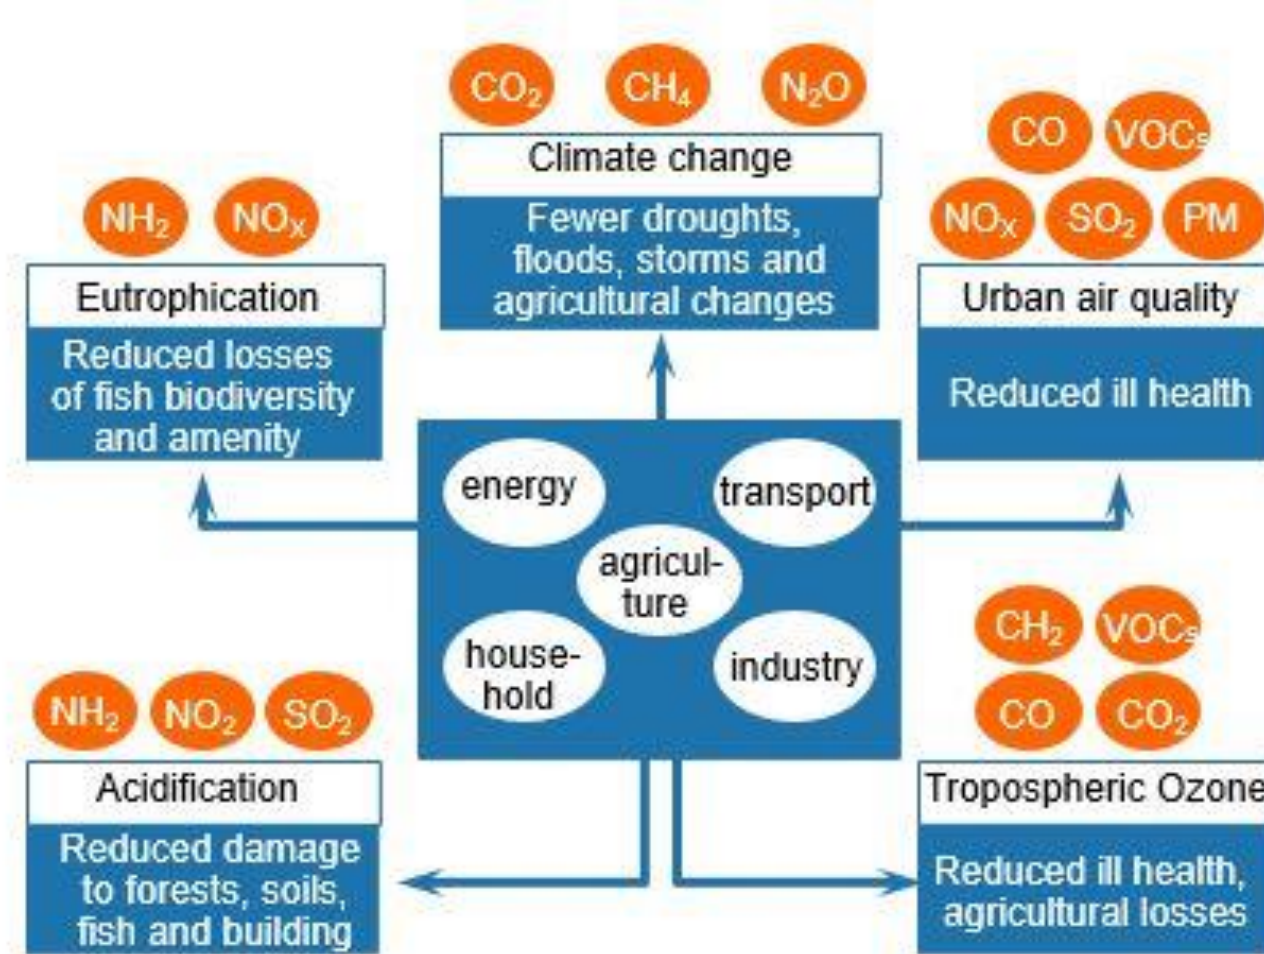 CO₂ CH₄ N₂O
Climate change
Fewer droughts,
floods, storms and
agricultural changes
NH₂ NOₓ
Eutrophication
Reduced losses
of fish biodiversity
and amenity
CO VOCs
NOₓ SO₂ PM
Urban air quality
Reduced ill health
energy
transport
agricul-
ture
house-
hold
industry
NH₂ NO₂ SO₂
Acidification
Reduced damage
to forests, soils,
fish and building
CH₂ VOCs
CO CO₂
Tropospheric Ozone
Reduced ill health,
agricultural losses